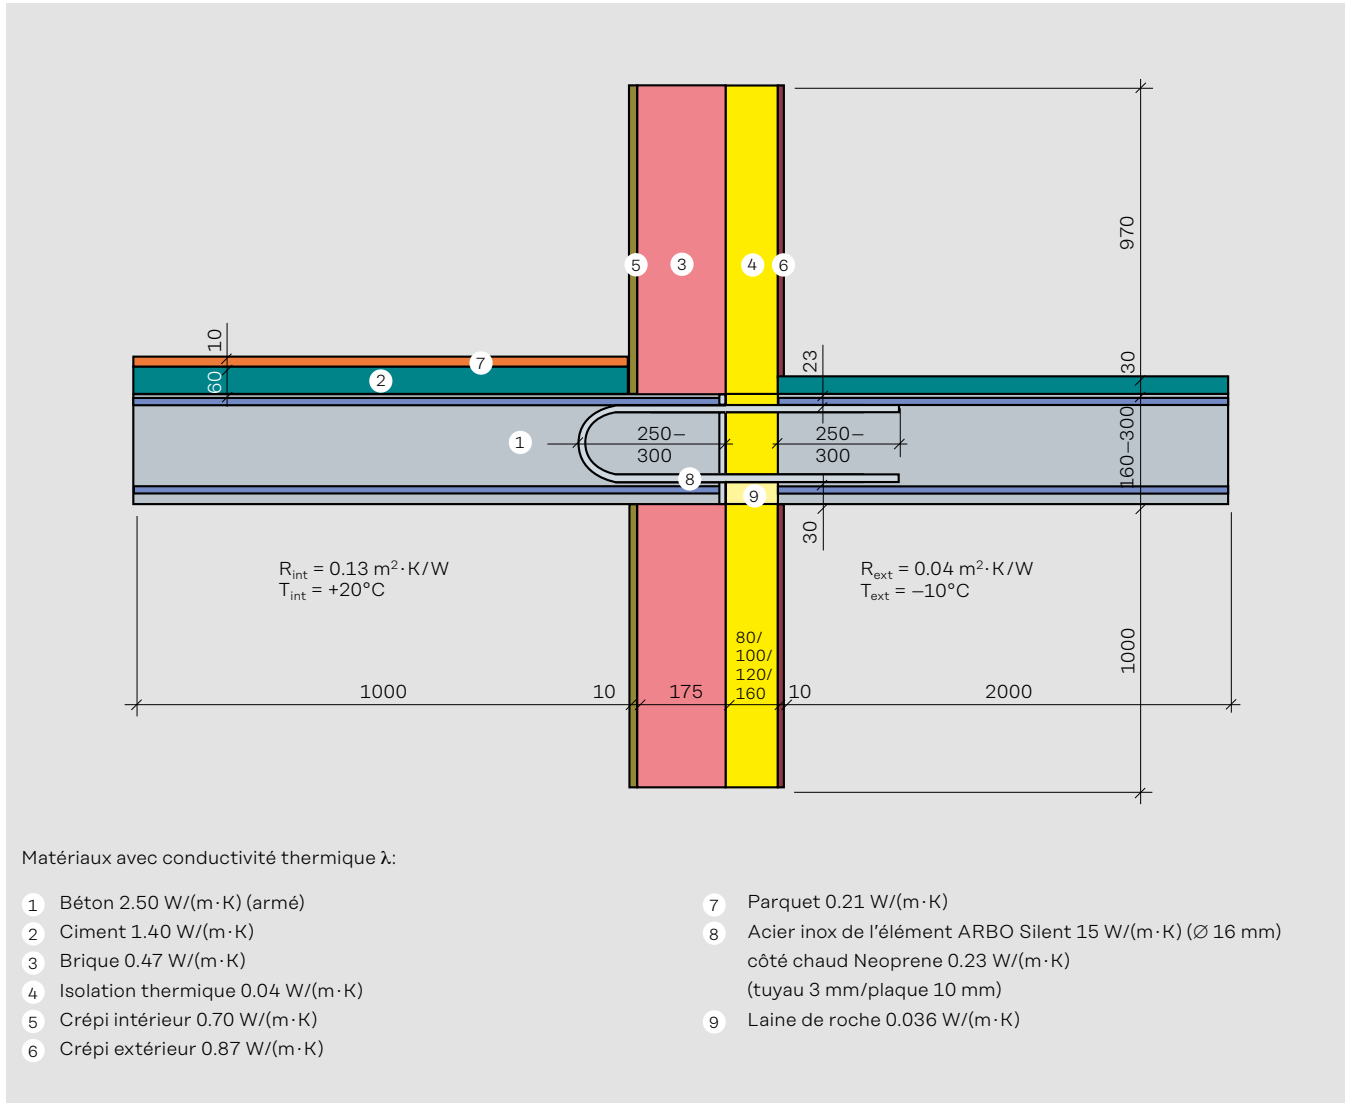 970
5
3
4
6
10
7
60
2
23
30
1
250–
300
250–
300
160–300
8
9
30
R_int = 0.13 m²·K/W
T_int = +20°C
R_ext = 0.04 m²·K/W
T_ext = –10°C
80/
100/
120/
160
1000
1000
10
175
10
2000
Matériaux avec conductivité thermique λ:
1 Béton 2.50 W/(m·K) (armé)
2 Ciment 1.40 W/(m·K)
3 Brique 0.47 W/(m·K)
4 Isolation thermique 0.04 W/(m·K)
5 Crépi intérieur 0.70 W/(m·K)
6 Crépi extérieur 0.87 W/(m·K)
7 Parquet 0.21 W/(m·K)
8 Acier inox de l'élément ARBO Silent 15 W/(m·K) (Ø 16 mm)
côté chaud Neoprene 0.23 W/(m·K)
(tuyau 3 mm/plaque 10 mm)
9 Laine de roche 0.036 W/(m·K)